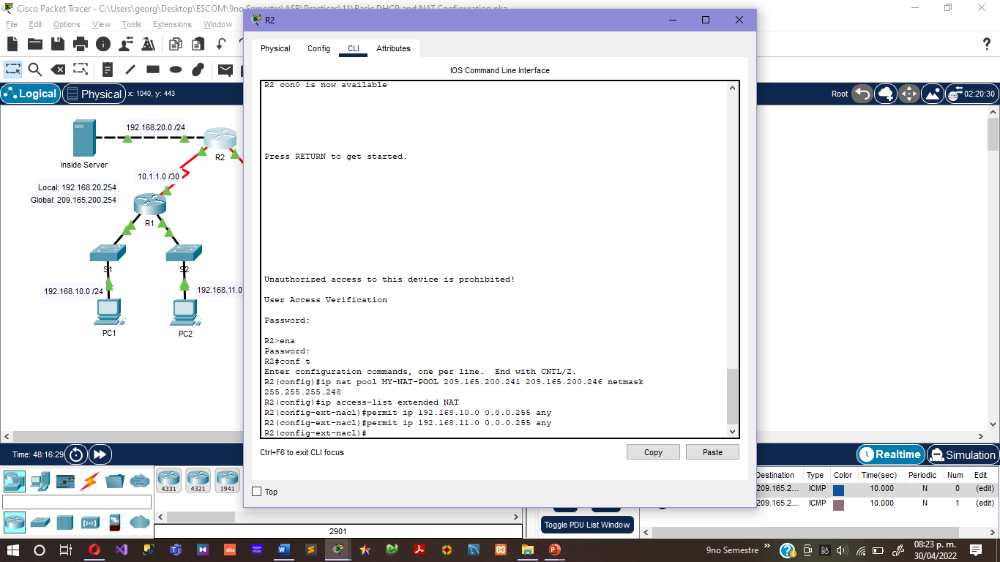 Cisco Packet Tracer - C:\Users\georg\Desktop\ESCOM\9no Semestre\ASR\Practicas\11\Basic DHCP and NAT Configuration.pka
File Edit Options View Tools Extensions Window
R2
Physical Config CLI Attributes
IOS Command Line Interface
Logical Physical x: 1040, y: 443
Root 02:20:30
192.168.20.0 /24
Inside Server
R2
10.1.1.0 /30
Local: 192.168.20.254
Global: 209.165.200.254
R1
S1
S2
192.168.10.0 /24
192.168.11.0
PC1
PC2
R2 con0 is now available
Press RETURN to get started.
Unauthorized access to this device is prohibited!
User Access Verification
Password:
R2>ena
Password:
R2#conf t
Enter configuration commands, one per line.  End with CNTL/Z.
R2(config)#ip nat pool MY-NAT-POOL 209.165.200.241 209.165.200.246 netmask
255.255.255.248
R2(config)#ip access-list extended NAT
R2(config-ext-nacl)#permit ip 192.168.10.0 0.0.0.255 any
R2(config-ext-nacl)#permit ip 192.168.11.0 0.0.0.255 any
R2(config-ext-nacl)#
Ctrl+F6 to exit CLI focus
Copy Paste
Top
Time: 48:16:29
Realtime Simulation
4331 4321 1941
2901
Destination Type Color Time(sec) Periodic Num Edit
209.165.2... ICMP 10.000 N 0 (edit)
209.165.2... ICMP 10.000 N 1 (edit)
Toggle PDU List Window
9no Semestre
08:23 p. m.
30/04/2022